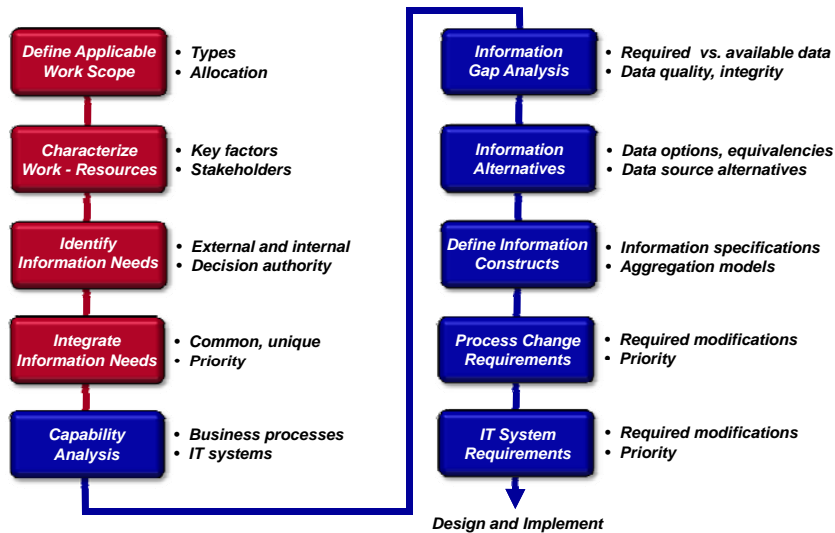 Define Applicable
Work Scope
• Types
• Allocation
Characterize
Work - Resources
• Key factors
• Stakeholders
Identify
Information Needs
• External and internal
• Decision authority
Integrate
Information Needs
• Common, unique
• Priority
Capability
Analysis
• Business processes
• IT systems
Information
Gap Analysis
• Required vs. available data
• Data quality, integrity
Information
Alternatives
• Data options, equivalencies
• Data source alternatives
Define Information
Constructs
• Information specifications
• Aggregation models
Process Change
Requirements
• Required modifications
• Priority
IT System
Requirements
• Required modifications
• Priority
Design and Implement